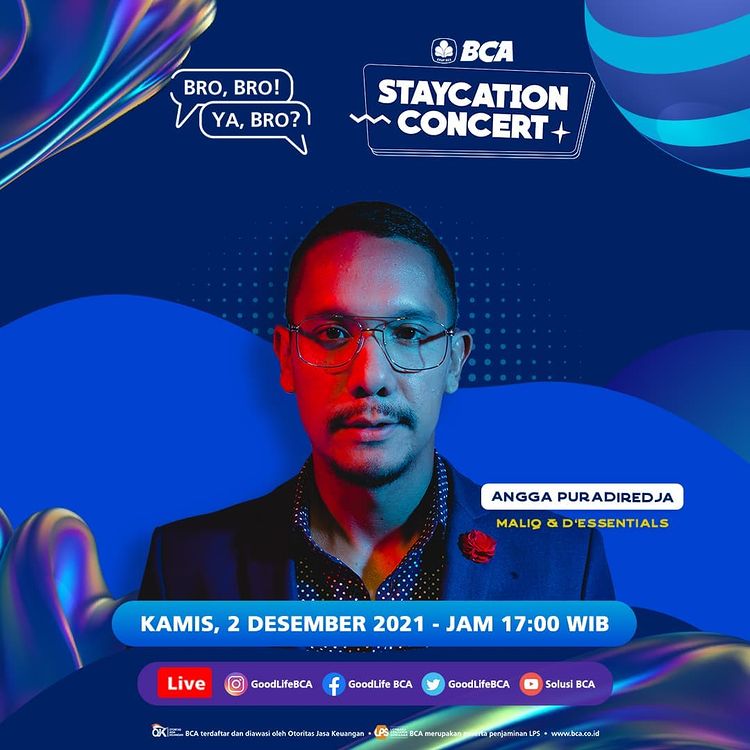 BRO, BRO!
YA, BRO?
BCA
STAYCATION
CONCERT
ANGGA PURADIREDJA
MALIQ & D'ESSENTIALS
KAMIS, 2 DESEMBER 2021 - JAM 17:00 WIB
Live GoodLifeBCA GoodLife BCA GoodLifeBCA Solusi BCA
OJK BCA terdaftar dan diawasi oleh Otoritas Jasa Keuangan • LPS BCA merupakan peserta penjaminan LPS • www.bca.co.id